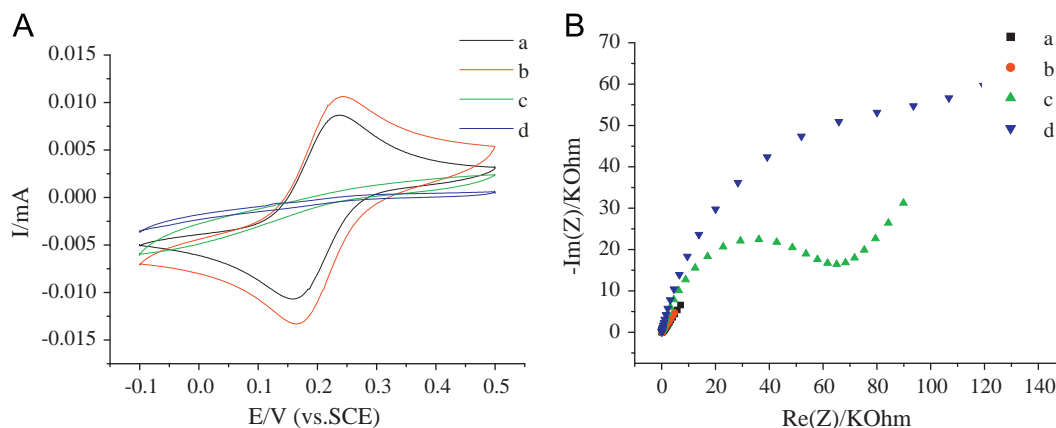 A
0.015
0.010
0.005
0.000
-0.005
-0.010
-0.015
I/mA
-0.1 0.0 0.1 0.2 0.3 0.4 0.5
E/V (vs.SCE)
a
b
c
d
B
70
60
50
40
30
20
10
0
-Im(Z)/KOhm
0 20 40 60 80 100 120 140
Re(Z)/KOhm
a
b
c
d